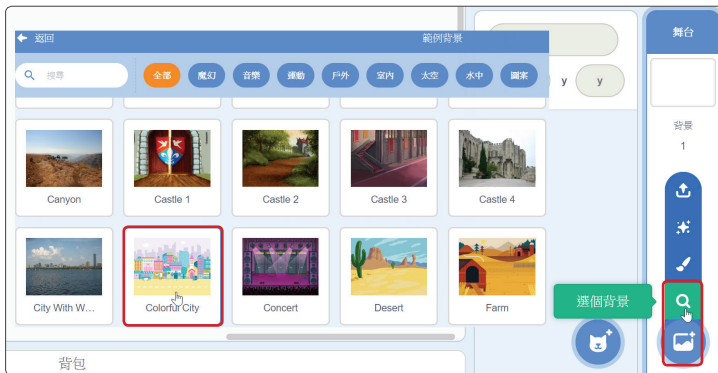 返回
範例背景
搜尋
全部 魔幻 音樂 運動 戶外 室內 太空 水中 圖案
Canyon
Castle 1
Castle 2
Castle 3
Castle 4
City With W...
Colorful City
Concert
Desert
Farm
y
y
舞台
背景
1
選個背景
背包